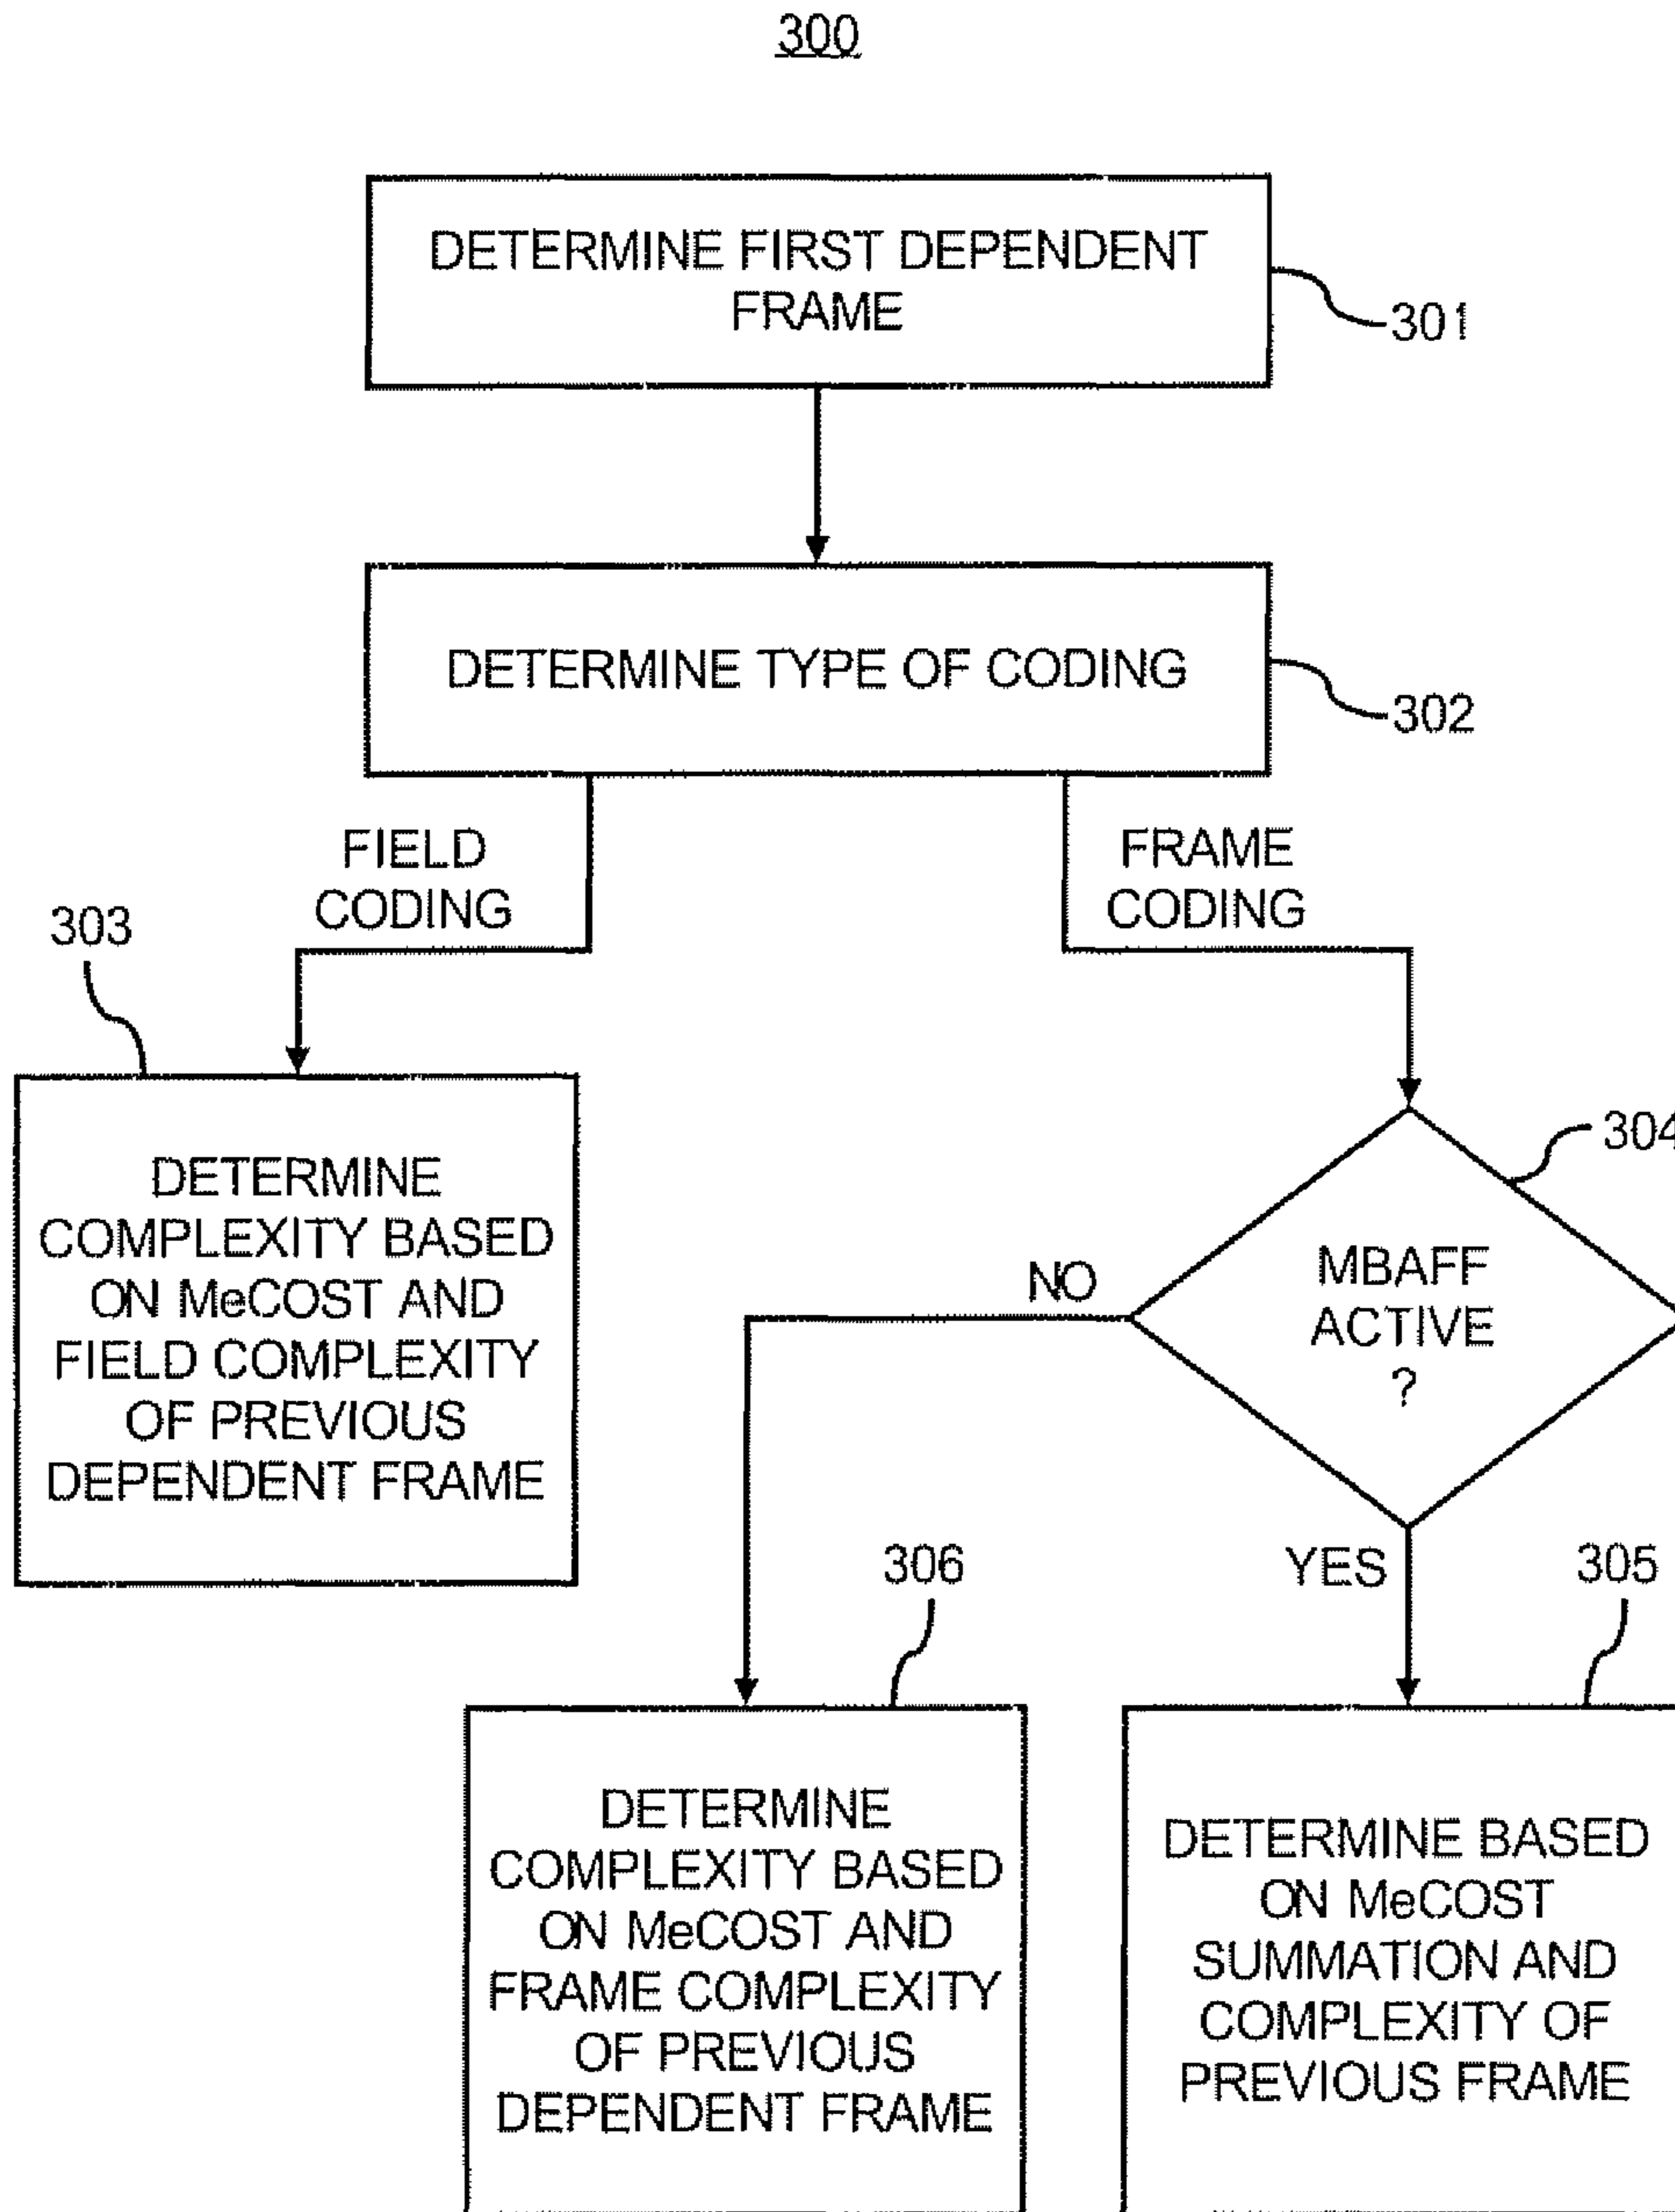 300
DETERMINE FIRST DEPENDENT
FRAME
301
DETERMINE TYPE OF CODING
302
FIELD
CODING
FRAME
CODING
303
DETERMINE
COMPLEXITY BASED
ON MeCOST AND
FIELD COMPLEXITY
OF PREVIOUS
DEPENDENT FRAME
304
MBAFF
ACTIVE
?
NO
YES
306
305
DETERMINE
COMPLEXITY BASED
ON MeCOST AND
FRAME COMPLEXITY
OF PREVIOUS
DEPENDENT FRAME
DETERMINE BASED
ON MeCOST
SUMMATION AND
COMPLEXITY OF
PREVIOUS FRAME